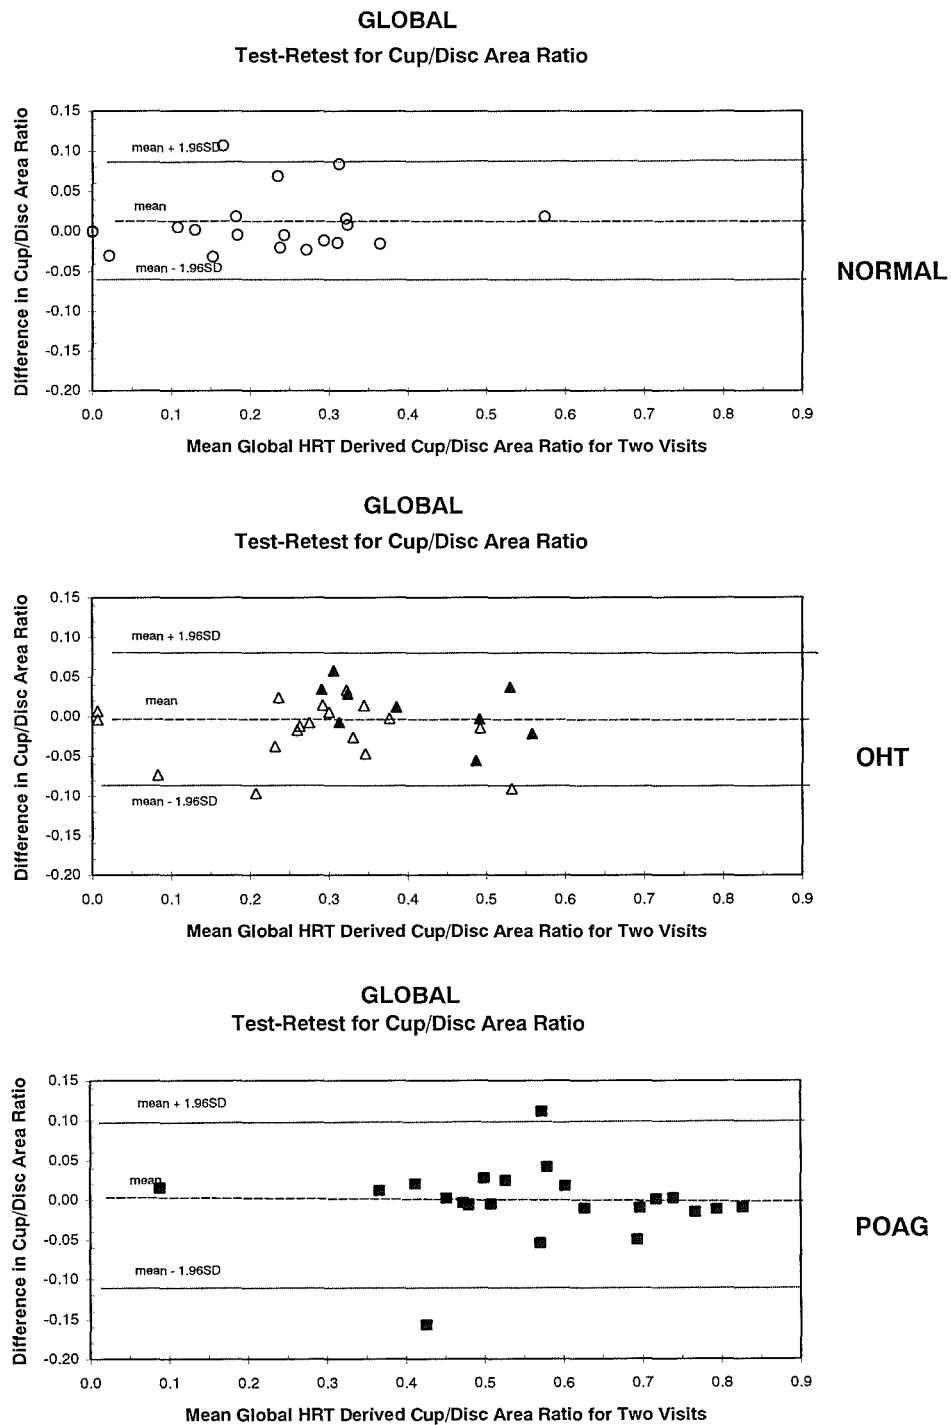 GLOBAL
Test-Retest for Cup/Disc Area Ratio
Difference in Cup/Disc Area Ratio
0.15
0.10
0.05
0.00
-0.05
-0.10
-0.15
-0.20
mean + 1.96SD
mean
mean - 1.96SD
0.0 0.1 0.2 0.3 0.4 0.5 0.6 0.7 0.8 0.9
Mean Global HRT Derived Cup/Disc Area Ratio for Two Visits
NORMAL
GLOBAL
Test-Retest for Cup/Disc Area Ratio
Difference in Cup/Disc Area Ratio
0.15
0.10
0.05
0.00
-0.05
-0.10
-0.15
-0.20
mean + 1.96SD
mean
mean - 1.96SD
0.0 0.1 0.2 0.3 0.4 0.5 0.6 0.7 0.8 0.9
Mean Global HRT Derived Cup/Disc Area Ratio for Two Visits
OHT
GLOBAL
Test-Retest for Cup/Disc Area Ratio
Difference in Cup/Disc Area Ratio
0.15
0.10
0.05
0.00
-0.05
-0.10
-0.15
-0.20
mean + 1.96SD
mean
mean - 1.96SD
0.0 0.1 0.2 0.3 0.4 0.5 0.6 0.7 0.8 0.9
Mean Global HRT Derived Cup/Disc Area Ratio for Two Visits
POAG